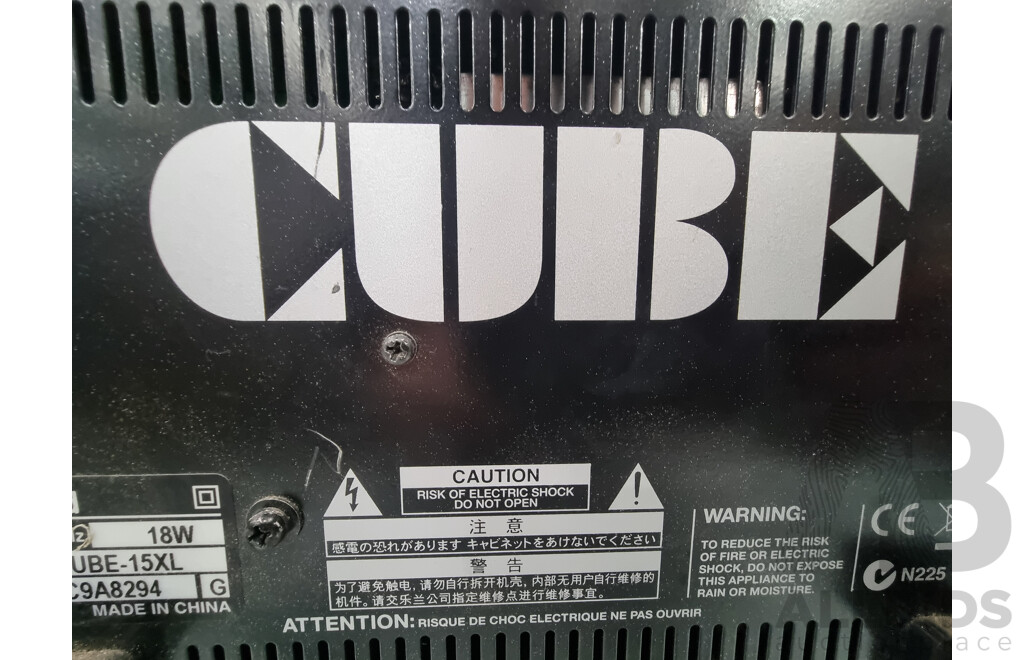 CUBE
18W
UBE-15XL
C9A8294 G
MADE IN CHINA
CAUTION
RISK OF ELECTRIC SHOCK
DO NOT OPEN
注 意
感電の恐れがあります キャビネットをあけないでください
警 告
为了避免触电，请勿自行拆开机壳，内部无用户自行维修的
机件。请交乐兰公司指定维修点进行维修事宜。
ATTENTION: RISQUE DE CHOC ELECTRIQUE NE PAS OUVRIR
WARNING:
TO REDUCE THE RISK
OF FIRE OR ELECTRIC
SHOCK, DO NOT EXPOSE
THIS APPLIANCE TO
RAIN OR MOISTURE.
CE
N225